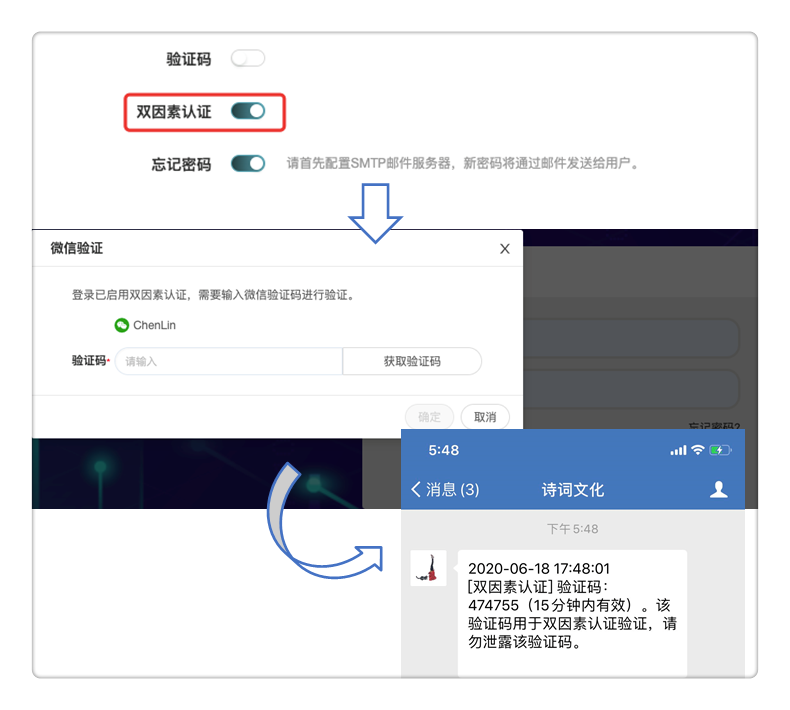 验证码
双因素认证
忘记密码 请首先配置SMTP邮件服务器，新密码将通过邮件发送给用户。
微信验证 X
登录已启用双因素认证，需要输入微信验证码进行验证。
ChenLin
验证码* 请输入 获取验证码
确定 取消
忘记密码?
5:48
消息 (3) 诗词文化
下午 5:48
2020-06-18 17:48:01
[双因素认证] 验证码：
474755（15分钟内有效）。该
验证码用于双因素认证验证，请
勿泄露该验证码。